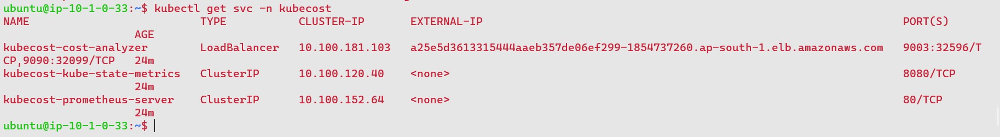 ubuntu@ip-10-1-0-33:~$ kubectl get svc -n kubecost
NAME TYPE CLUSTER-IP EXTERNAL-IP PORT(S)
AGE
kubecost-cost-analyzer LoadBalancer 10.100.181.103 a25e5d3613315444aaeb357de06ef299-1854737260.ap-south-1.elb.amazonaws.com 9003:32596/T
CP,9090:32099/TCP 24m
kubecost-kube-state-metrics ClusterIP 10.100.120.40 <none> 8080/TCP
24m
kubecost-prometheus-server ClusterIP 10.100.152.64 <none> 80/TCP
24m
ubuntu@ip-10-1-0-33:~$